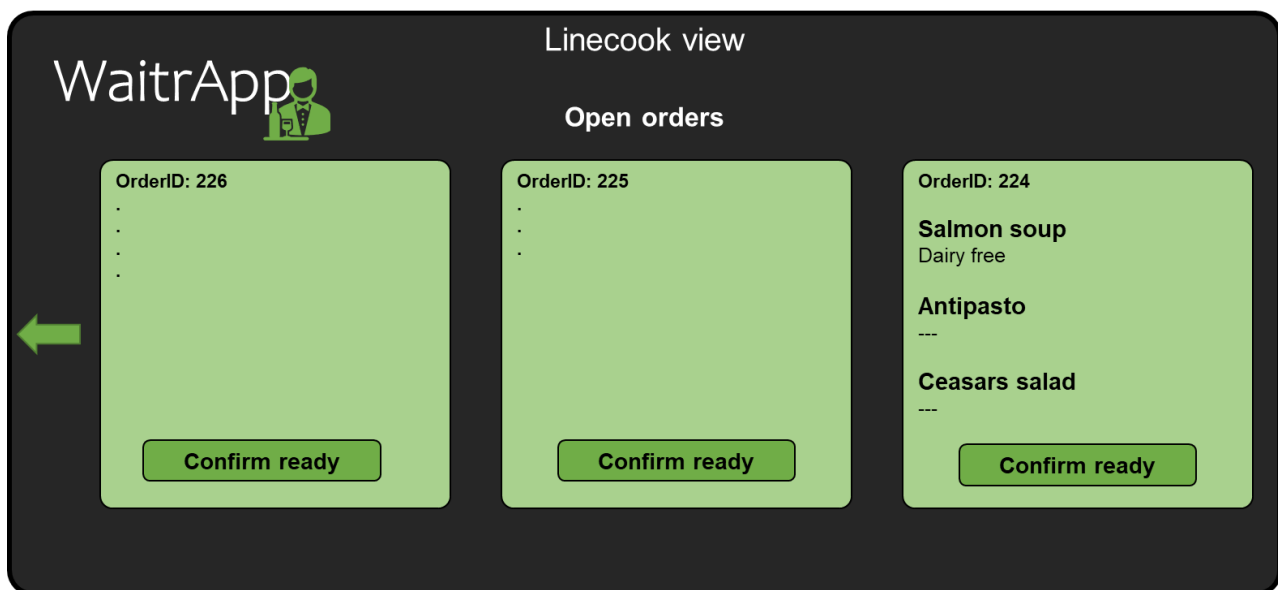 Linecook view
WaitrApp
Open orders
OrderID: 226
.
.
.
.
Confirm ready
OrderID: 225
.
.
.
Confirm ready
OrderID: 224
Salmon soup
Dairy free
Antipasto
---
Ceasars salad
---
Confirm ready